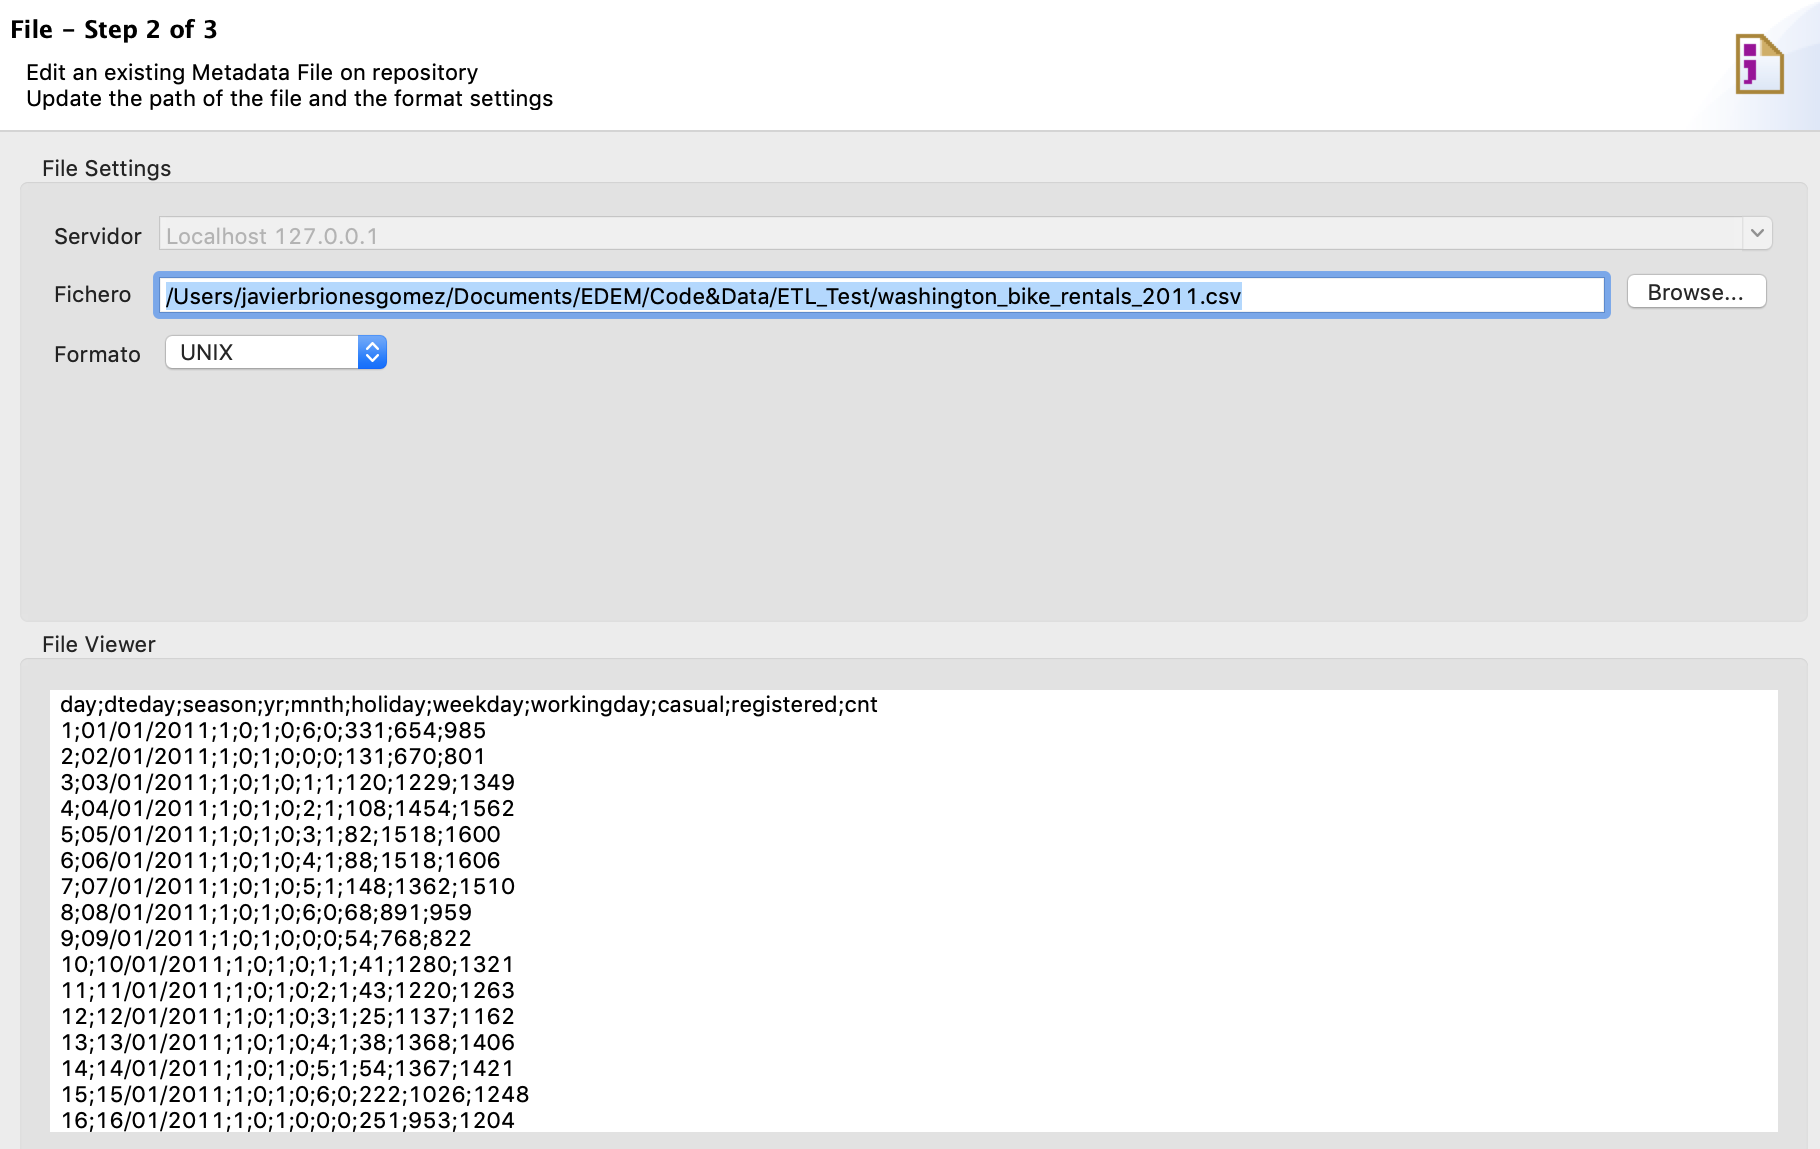 File – Step 2 of 3
Edit an existing Metadata File on repository
Update the path of the file and the format settings
File Settings
Servidor Localhost 127.0.0.1
Fichero /Users/javierbrionesgomez/Documents/EDEM/Code&Data/ETL_Test/washington_bike_rentals_2011.csv Browse...
Formato UNIX
File Viewer
day;dteday;season;yr;mnth;holiday;weekday;workingday;casual;registered;cnt
1;01/01/2011;1;0;1;0;6;0;331;654;985
2;02/01/2011;1;0;1;0;0;0;131;670;801
3;03/01/2011;1;0;1;0;1;1;120;1229;1349
4;04/01/2011;1;0;1;0;2;1;108;1454;1562
5;05/01/2011;1;0;1;0;3;1;82;1518;1600
6;06/01/2011;1;0;1;0;4;1;88;1518;1606
7;07/01/2011;1;0;1;0;5;1;148;1362;1510
8;08/01/2011;1;0;1;0;6;0;68;891;959
9;09/01/2011;1;0;1;0;0;0;54;768;822
10;10/01/2011;1;0;1;0;1;1;41;1280;1321
11;11/01/2011;1;0;1;0;2;1;43;1220;1263
12;12/01/2011;1;0;1;0;3;1;25;1137;1162
13;13/01/2011;1;0;1;0;4;1;38;1368;1406
14;14/01/2011;1;0;1;0;5;1;54;1367;1421
15;15/01/2011;1;0;1;0;6;0;222;1026;1248
16;16/01/2011;1;0;1;0;0;0;251;953;1204